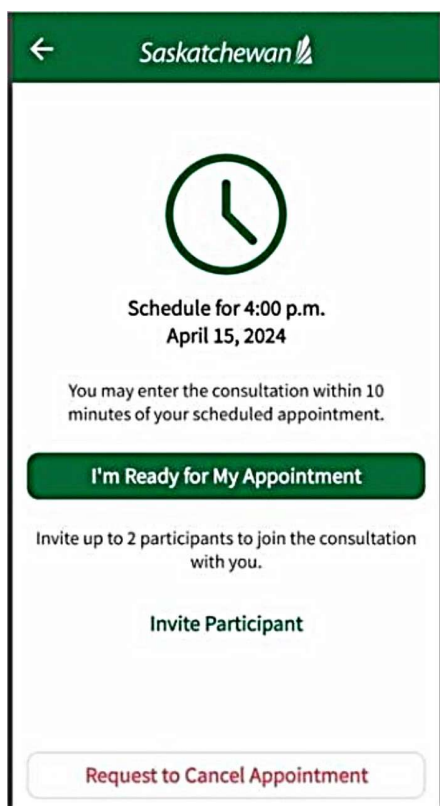 Saskatchewan
Schedule for 4:00 p.m.
April 15, 2024
You may enter the consultation within 10
minutes of your scheduled appointment.
I'm Ready for My Appointment
Invite up to 2 participants to join the consultation
with you.
Invite Participant
Request to Cancel Appointment